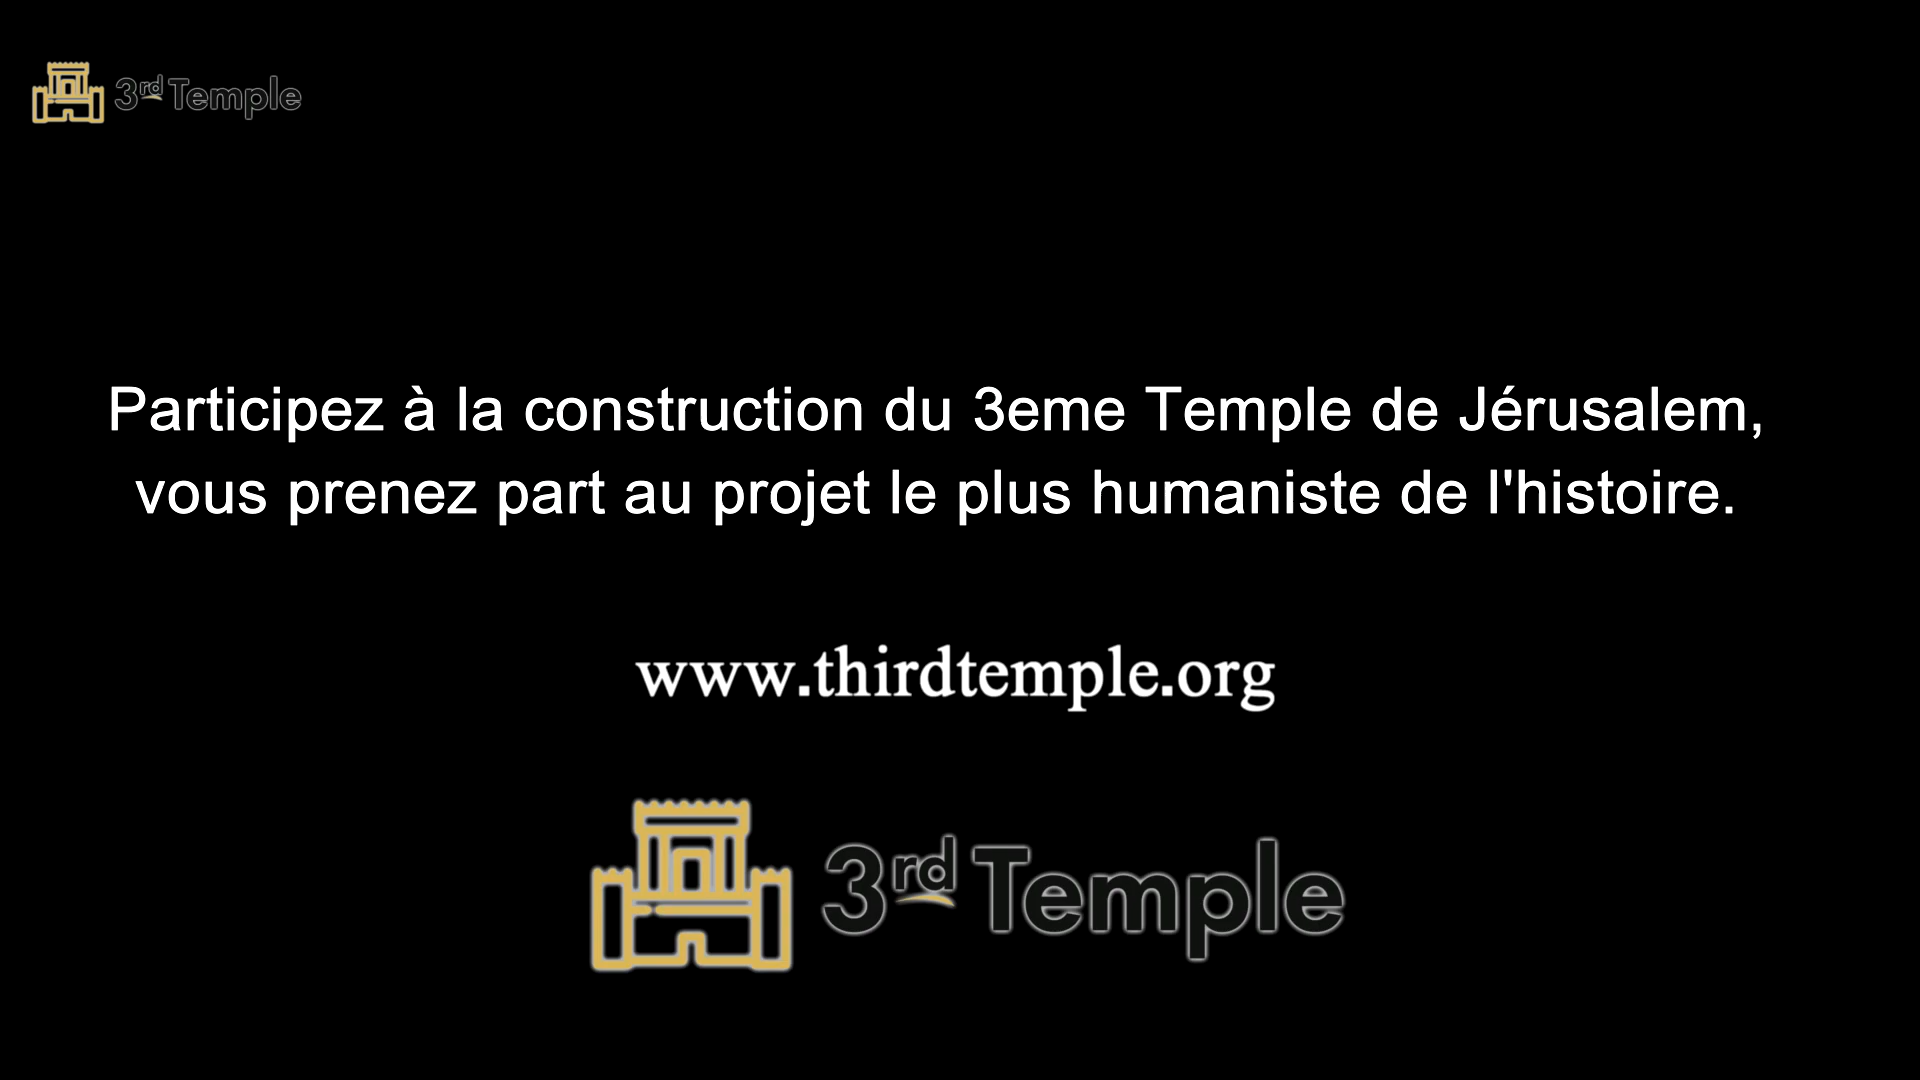 3rd Temple
Participez à la construction du 3eme Temple de Jérusalem,
vous prenez part au projet le plus humaniste de l'histoire.
www.thirdtemple.org
3rd Temple